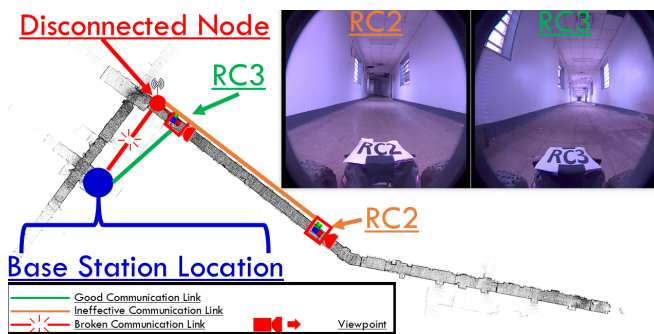 Disconnected Node
RC3
RC2
RC3
RC2
RC3
RC2
Base Station Location
Good Communication Link
Ineffective Communication Link
Broken Communication Link
Viewpoint